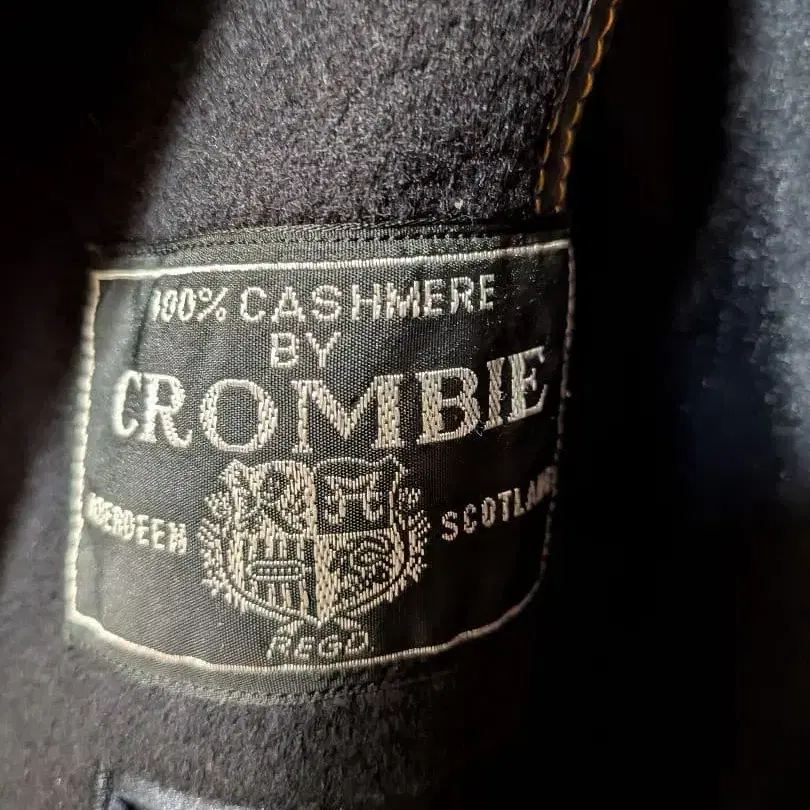 100% CASHMERE
BY
CROMBIE
ABERDEEN SCOTLAND
REGD